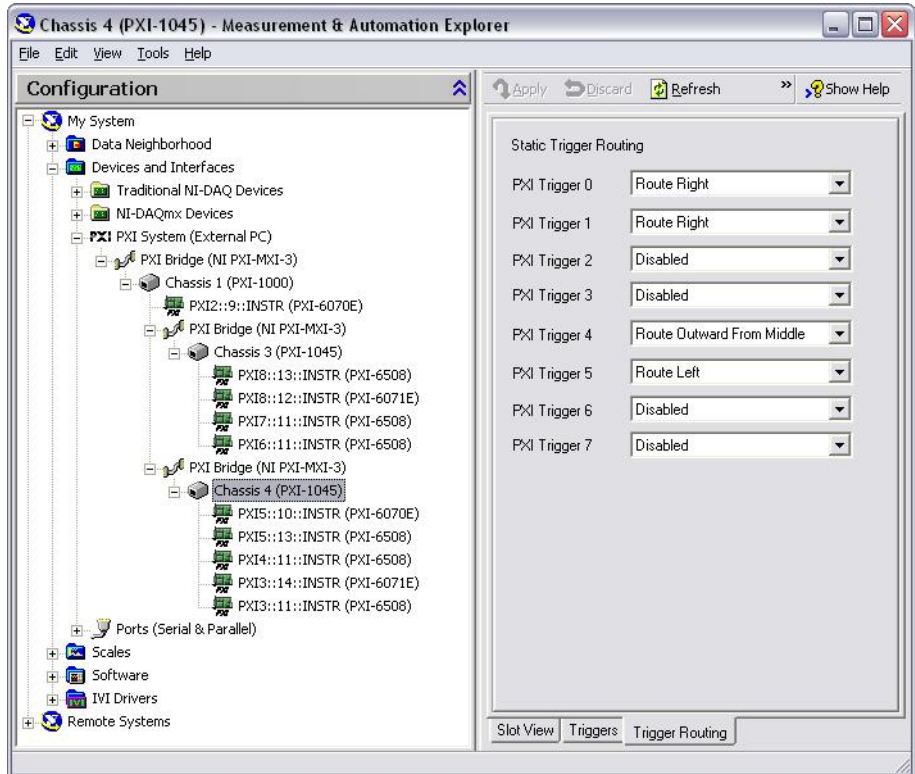 Chassis 4 (PXI-1045) - Measurement & Automation Explorer
File Edit View Tools Help
Configuration
My System
Data Neighborhood
Devices and Interfaces
Traditional NI-DAQ Devices
NI-DAQmx Devices
PXI PXI System (External PC)
PXI Bridge (NI PXI-MXI-3)
Chassis 1 (PXI-1000)
PXI2::9::INSTR (PXI-6070E)
PXI Bridge (NI PXI-MXI-3)
Chassis 3 (PXI-1045)
PXI8::13::INSTR (PXI-6508)
PXI8::12::INSTR (PXI-6071E)
PXI7::11::INSTR (PXI-6508)
PXI6::11::INSTR (PXI-6508)
PXI Bridge (NI PXI-MXI-3)
Chassis 4 (PXI-1045)
PXI5::10::INSTR (PXI-6070E)
PXI5::13::INSTR (PXI-6508)
PXI4::11::INSTR (PXI-6508)
PXI3::14::INSTR (PXI-6071E)
PXI3::11::INSTR (PXI-6508)
Ports (Serial & Parallel)
Scales
Software
IVI Drivers
Remote Systems
Apply Discard Refresh » Show Help
Static Trigger Routing
PXI Trigger 0 Route Right
PXI Trigger 1 Route Right
PXI Trigger 2 Disabled
PXI Trigger 3 Disabled
PXI Trigger 4 Route Outward From Middle
PXI Trigger 5 Route Left
PXI Trigger 6 Disabled
PXI Trigger 7 Disabled
Slot View Triggers Trigger Routing